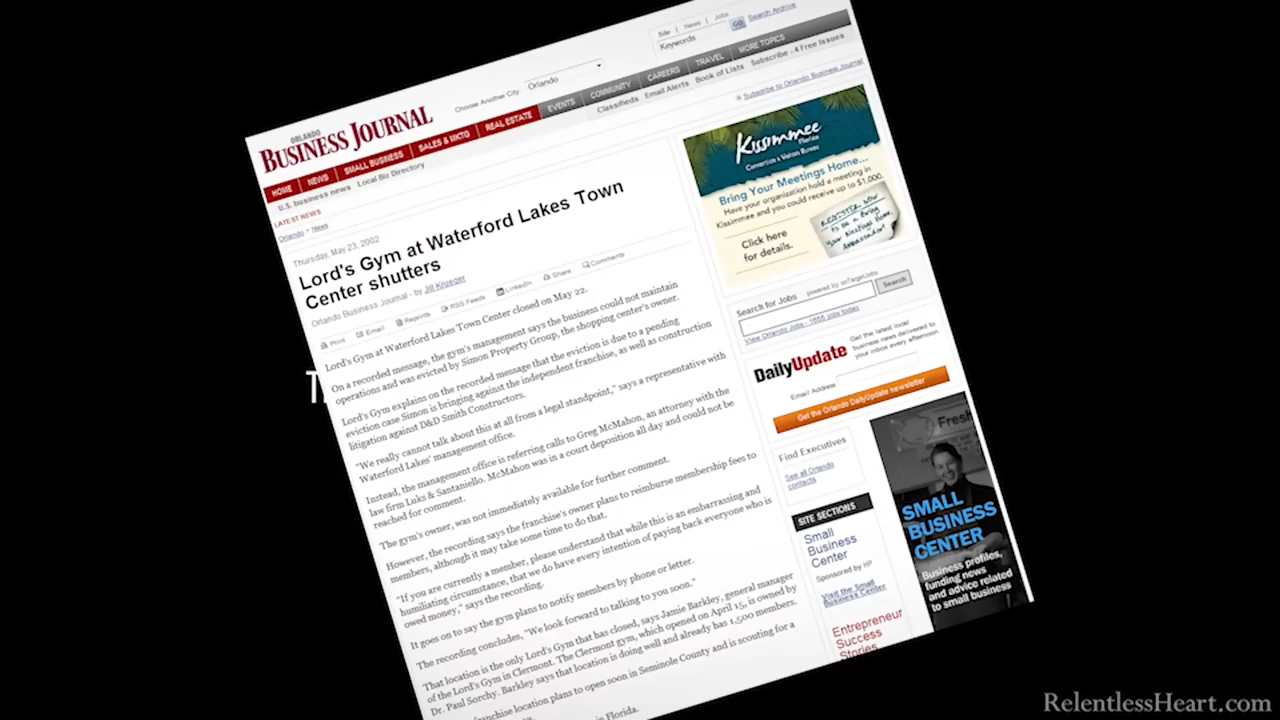 Site | News | Jobs
Keywords GO Search Archive
Choose Another City: Orlando
ORLANDO
BUSINESS JOURNAL
HOME NEWS SMALL BUSINESS SALES & MKTG REAL ESTATE EVENTS COMMUNITY CAREERS TRAVEL MORE TOPICS
U.S. business news Local Biz Directory Classifieds Email Alerts Book of Lists Subscribe - 4 Free Issues
LATEST NEWS
Subscribe to Orlando Business Journal
Orlando > News
Thursday, May 23, 2002
Lord's Gym at Waterford Lakes Town
Center shutters
Orlando Business Journal - by Jill Krueger
Print Email Reprints RSS Feeds LinkedIn Share Comments
Lord's Gym at Waterford Lakes Town Center closed on May 22.
On a recorded message, the gym's management says the business could not maintain
operations and was evicted by Simon Property Group, the shopping center's owner.
Lord's Gym explains on the recorded message that the eviction is due to a pending
eviction case Simon is bringing against the independent franchise, as well as construction
litigation against D&D Smith Constructors.
"We really cannot talk about this at all from a legal standpoint," says a representative with
Waterford Lakes' management office.
Instead, the management office is referring calls to Greg McMahon, an attorney with the
law firm Luks & Santaniello. McMahon was in a court deposition all day and could not be
reached for comment.
The gym's owner, was not immediately available for further comment.
However, the recording says the franchise's owner plans to reimburse membership fees to
members, although it may take some time to do that.
"If you are currently a member, please understand that while this is an embarrassing and
humiliating circumstance, that we do have every intention of paying back everyone who is
owed money," says the recording.
It goes on to say the gym plans to notify members by phone or letter.
The recording concludes, "We look forward to talking to you soon."
That location is the only Lord's Gym that has closed, says Jamie Barkley, general manager
of the Lord's Gym in Clermont. The Clermont gym, which opened on April 15, is owned by
Dr. Paul Sorchy. Barkley says that location is doing well and already has 1,500 members.
franchise location plans to open soon in Seminole County and is scouting for a
in Florida.
Kissimmee
Florida
Convention & Visitors Bureau
Bring Your Meetings Home...
Have your organization hold a meeting in
Kissimmee and you could receive up to $1,000.
Click here
for details.
REGISTER NOW
to be a Bring
Your Meetings Home
Ambassador!
Search for Jobs powered by onTargetJobs
Search
View Orlando Jobs - 1655 jobs today
DailyUpdate
Get the latest local
business news delivered to
your inbox every afternoon
Email Address
Get the Orlando DailyUpdate newsletter
Find Executives
See all Orlando
contacts
SITE SECTIONS
Small
Business
Center
Sponsored by HP
Visit the Small
Business Center
Entrepreneur
Success
Stories
Fresh
SMALL
BUSINESS
CENTER
Business profiles,
funding news
and advice related
to small business
RelentlessHeart.com